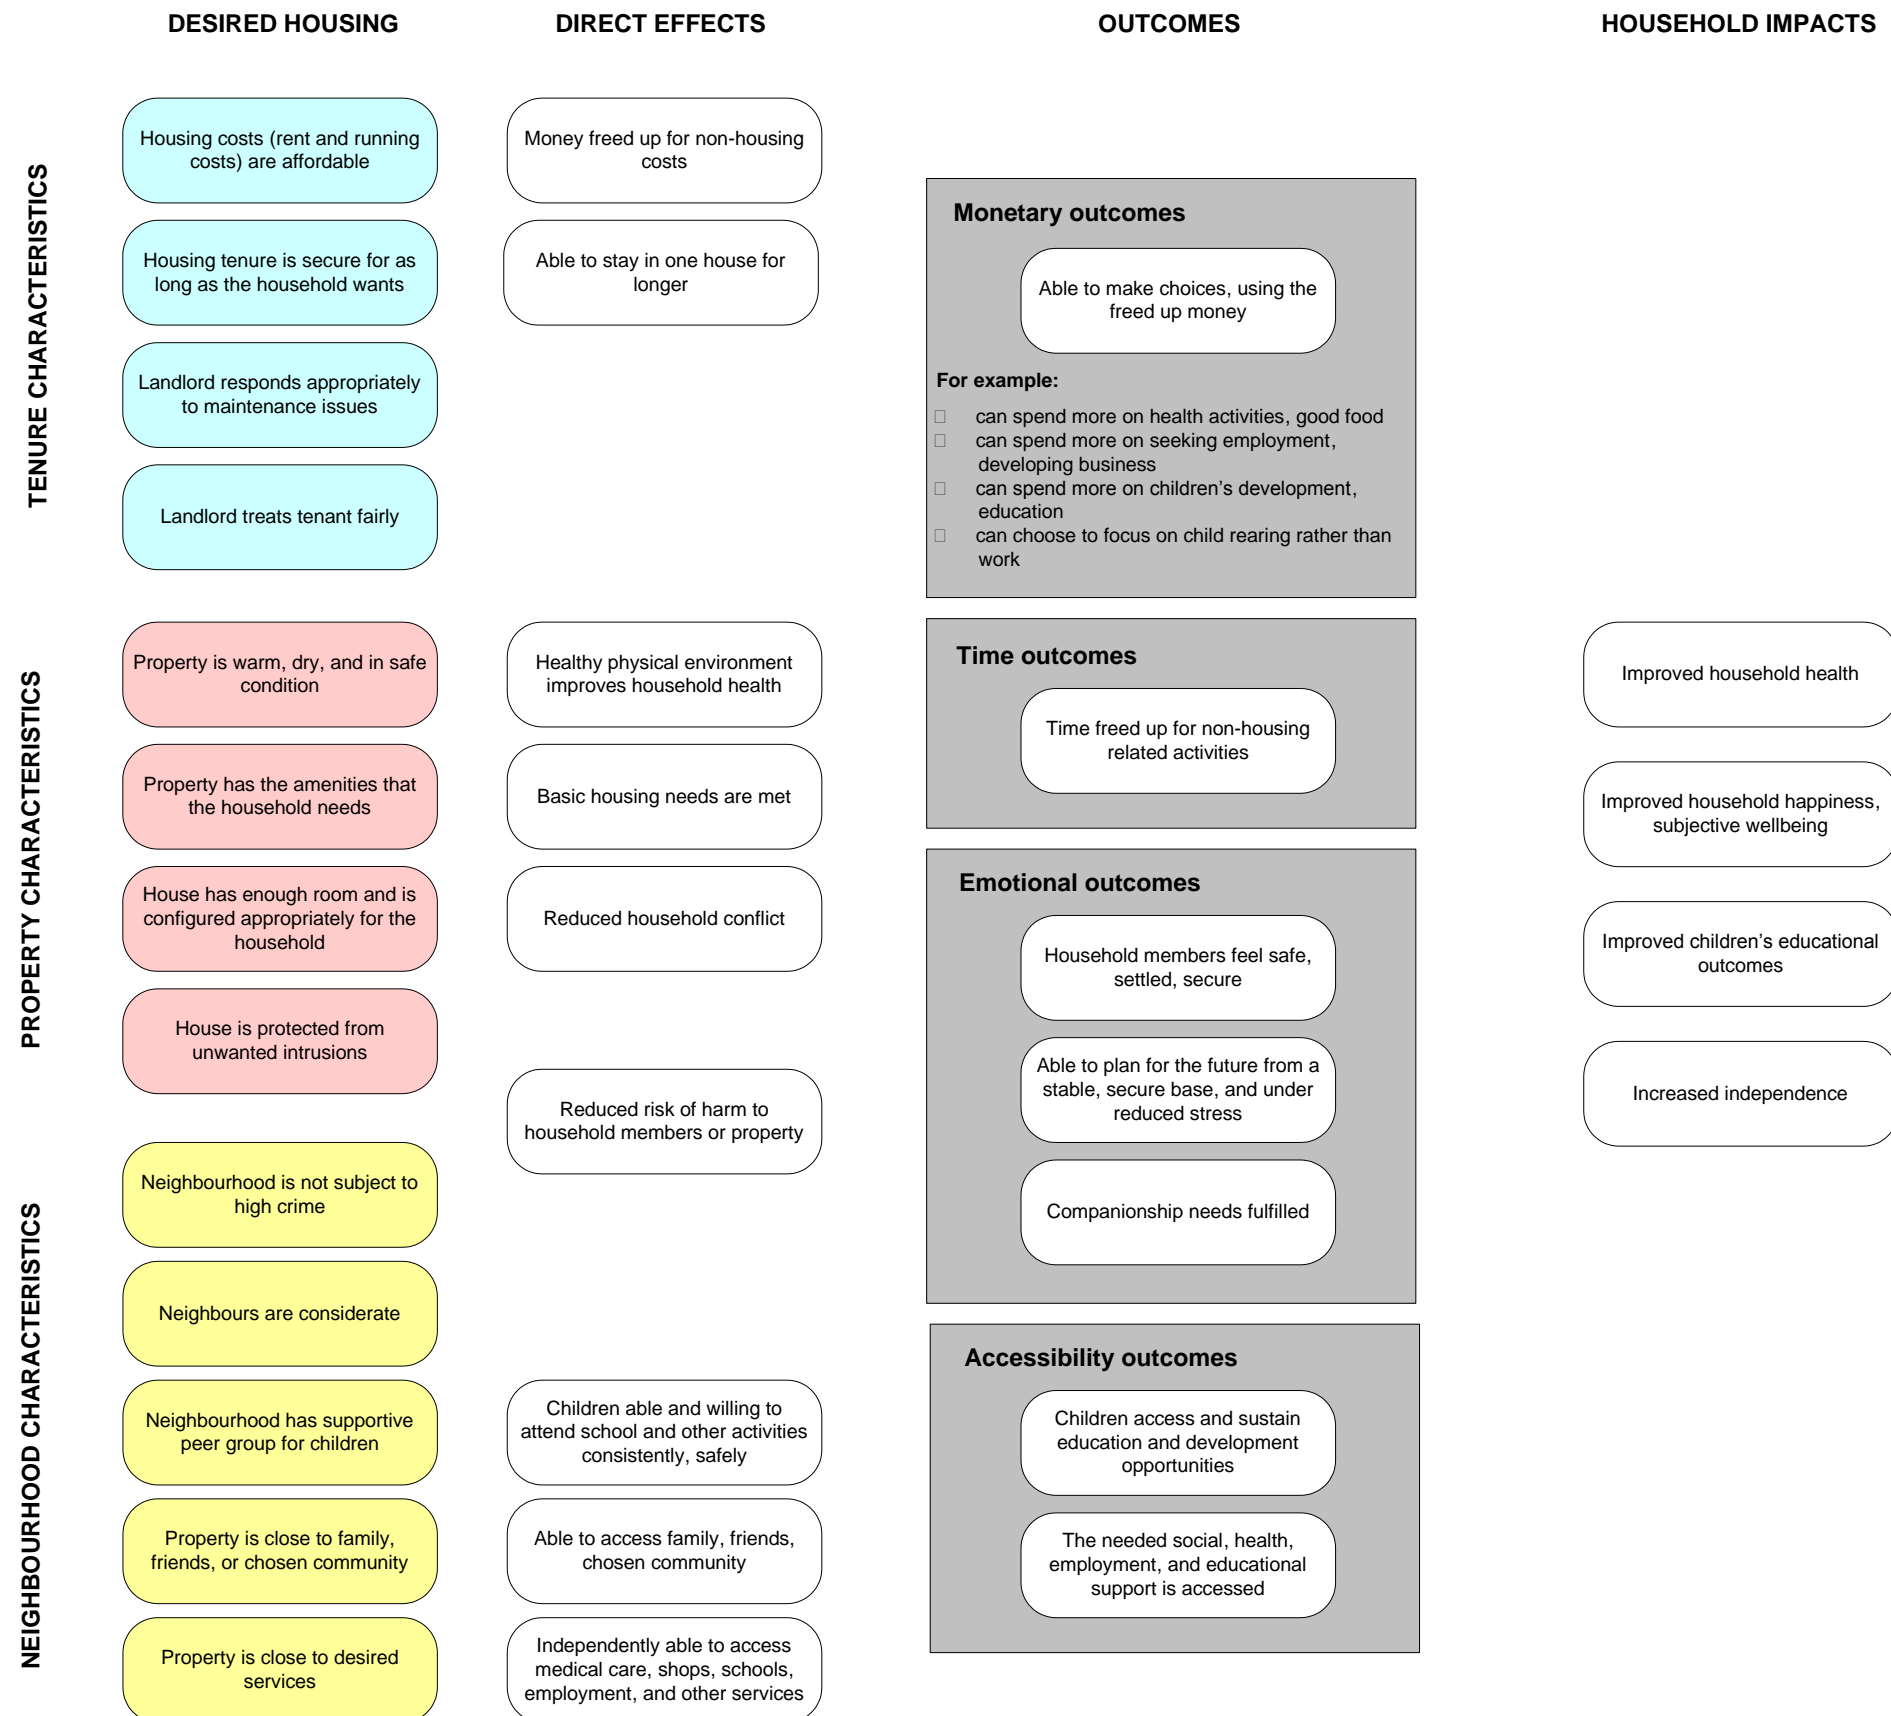 DESIRED HOUSING
DIRECT EFFECTS
OUTCOMES
HOUSEHOLD IMPACTS
TENURE CHARACTERISTICS
Housing costs (rent and running
costs) are affordable
Housing tenure is secure for as
long as the household wants
Landlord responds appropriately
to maintenance issues
Landlord treats tenant fairly
PROPERTY CHARACTERISTICS
Property is warm, dry, and in safe
condition
Property has the amenities that
the household needs
House has enough room and is
configured appropriately for the
household
House is protected from
unwanted intrusions
NEIGHBOURHOOD CHARACTERISTICS
Neighbourhood is not subject to
high crime
Neighbours are considerate
Neighbourhood has supportive
peer group for children
Property is close to family,
friends, or chosen community
Property is close to desired
services
Money freed up for non-housing
costs
Able to stay in one house for
longer
Healthy physical environment
improves household health
Basic housing needs are met
Reduced household conflict
Reduced risk of harm to
household members or property
Children able and willing to
attend school and other activities
consistently, safely
Able to access family, friends,
chosen community
Independently able to access
medical care, shops, schools,
employment, and other services
Monetary outcomes
Able to make choices, using the
freed up money
For example:
can spend more on health activities, good food
can spend more on seeking employment,
developing business
can spend more on children’s development,
education
can choose to focus on child rearing rather than
work
Time outcomes
Time freed up for non-housing
related activities
Emotional outcomes
Household members feel safe,
settled, secure
Able to plan for the future from a
stable, secure base, and under
reduced stress
Companionship needs fulfilled
Accessibility outcomes
Children access and sustain
education and development
opportunities
The needed social, health,
employment, and educational
support is accessed
Improved household health
Improved household happiness,
subjective wellbeing
Improved children’s educational
outcomes
Increased independence